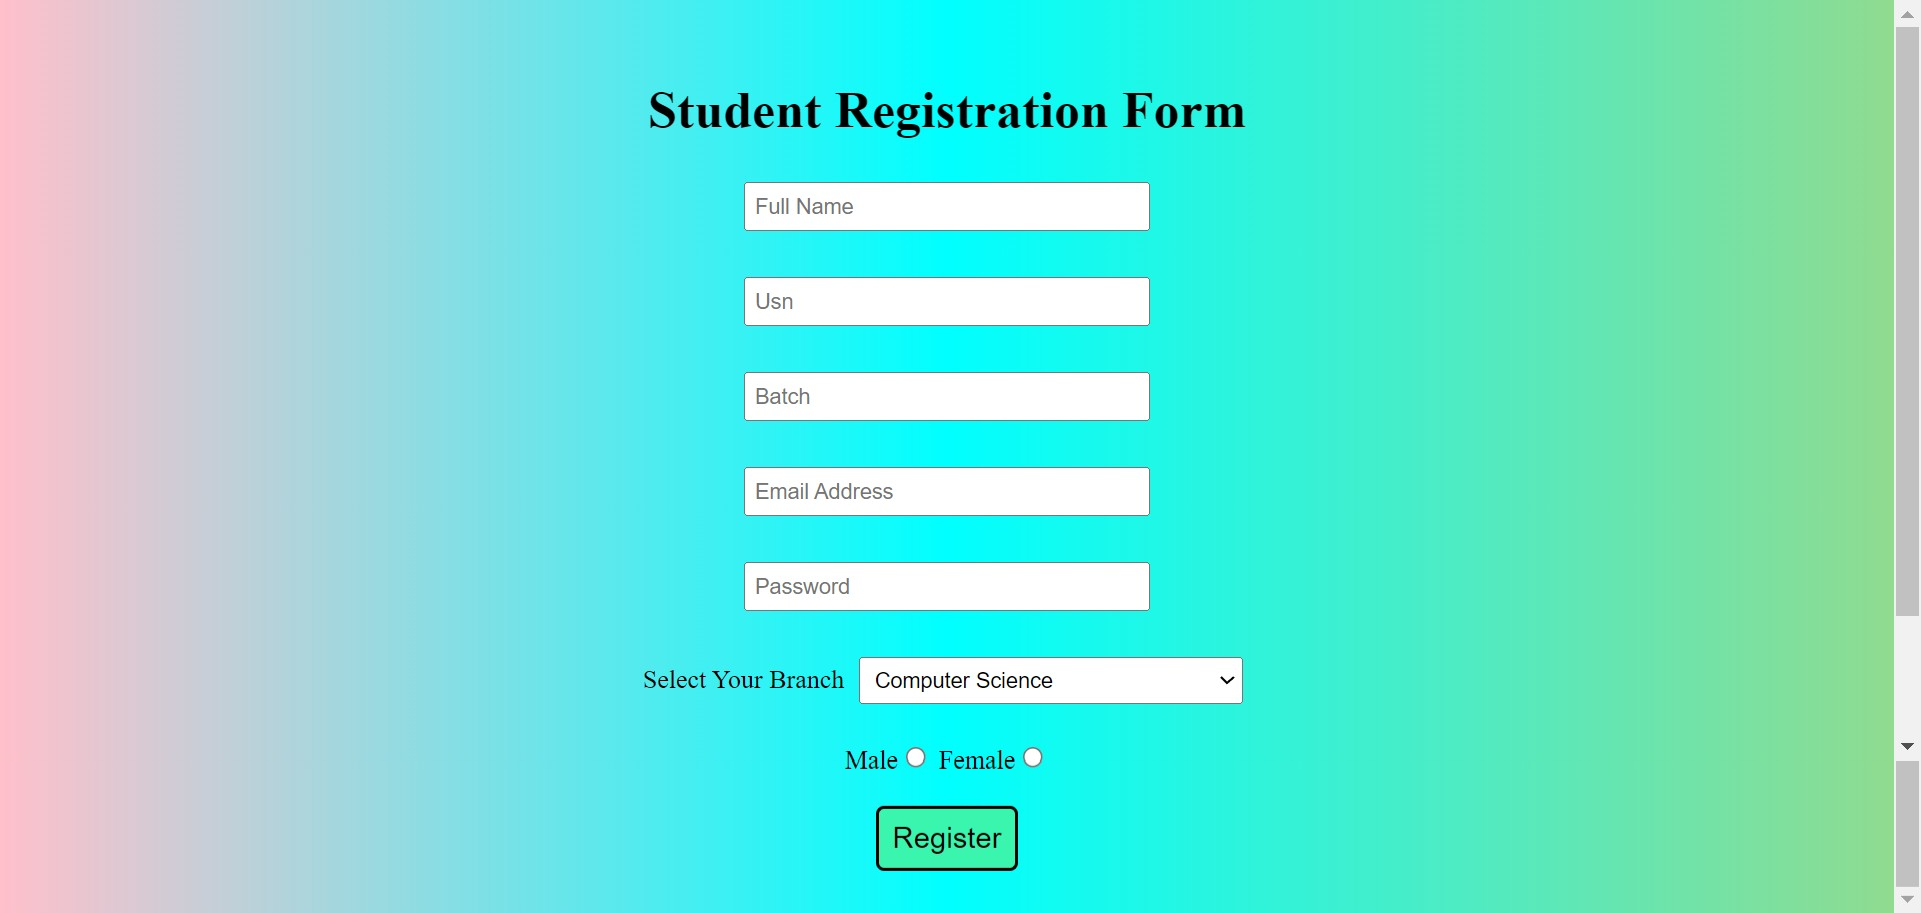 Student Registration Form
Full Name
Usn
Batch
Email Address
Password
Select Your Branch Computer Science
Male Female
Register